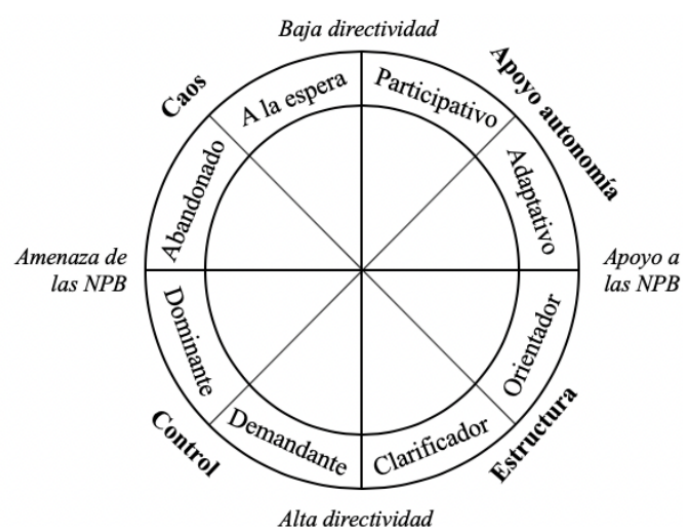 Baja directividad
Caos
A la espera
Participativo
Apoyo autonomía
Abandonado
Adaptativo
Amenaza de
las NPB
Apoyo a
las NPB
Dominante
Orientador
Control
Demandante
Clarificador
Estructura
Alta directividad